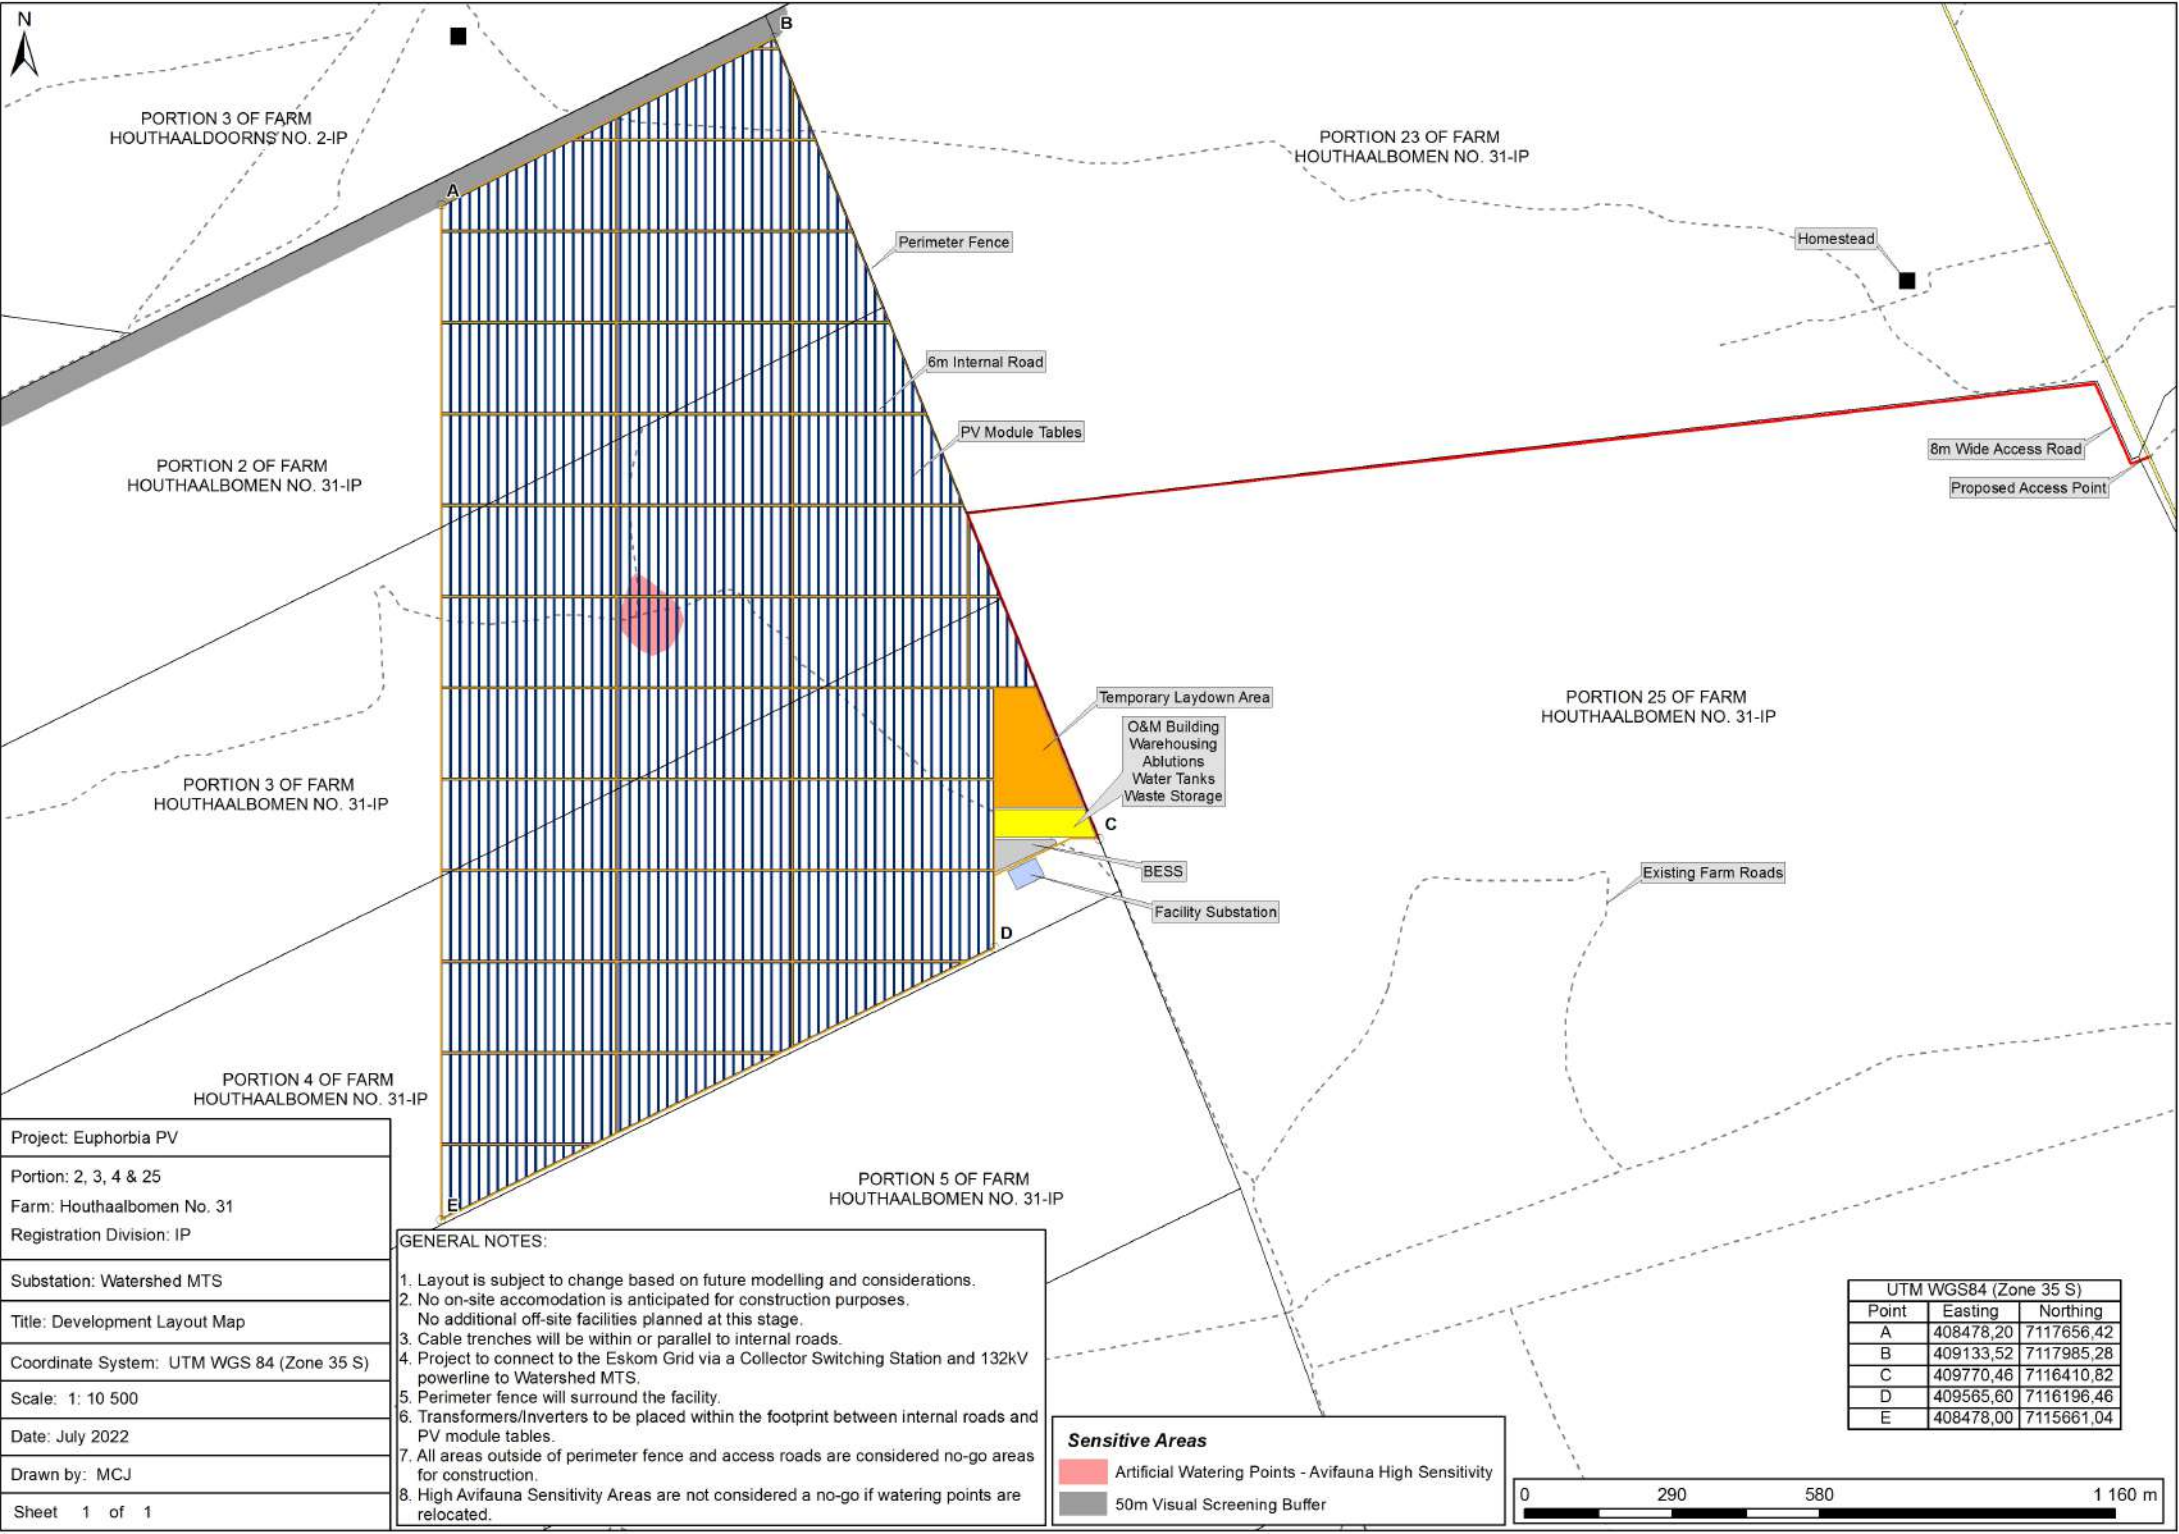 N
B
PORTION 3 OF FARM
HOUTHAALDOORNS NO. 2-IP
PORTION 23 OF FARM
HOUTHAALBOMEN NO. 31-IP
A
Perimeter Fence
Homestead
6m Internal Road
PV Module Tables
8m Wide Access Road
Proposed Access Point
PORTION 2 OF FARM
HOUTHAALBOMEN NO. 31-IP
Temporary Laydown Area
O&M Building
Warehousing
Ablutions
Water Tanks
Waste Storage
C
BESS
Facility Substation
D
PORTION 25 OF FARM
HOUTHAALBOMEN NO. 31-IP
PORTION 3 OF FARM
HOUTHAALBOMEN NO. 31-IP
Existing Farm Roads
PORTION 4 OF FARM
HOUTHAALBOMEN NO. 31-IP
E
PORTION 5 OF FARM
HOUTHAALBOMEN NO. 31-IP
Project: Euphorbia PV
Portion: 2, 3, 4 & 25
Farm: Houthaalbomen No. 31
Registration Division: IP
Substation: Watershed MTS
Title: Development Layout Map
Coordinate System: UTM WGS 84 (Zone 35 S)
Scale: 1: 10 500
Date: July 2022
Drawn by: MCJ
Sheet 1 of 1
GENERAL NOTES:
1. Layout is subject to change based on future modelling and considerations.
2. No on-site accomodation is anticipated for construction purposes.
No additional off-site facilities planned at this stage.
3. Cable trenches will be within or parallel to internal roads.
4. Project to connect to the Eskom Grid via a Collector Switching Station and 132kV
powerline to Watershed MTS.
5. Perimeter fence will surround the facility.
6. Transformers/Inverters to be placed within the footprint between internal roads and
PV module tables.
7. All areas outside of perimeter fence and access roads are considered no-go areas
for construction.
8. High Avifauna Sensitivity Areas are not considered a no-go if watering points are
relocated.
Sensitive Areas
Artificial Watering Points - Avifauna High Sensitivity
50m Visual Screening Buffer
UTM WGS84 (Zone 35 S)
Point Easting Northing
A 408478,20 7117656,42
B 409133,52 7117985,28
C 409770,46 7116410,82
D 409565,60 7116196,46
E 408478,00 7115661,04
0 290 580 1 160 m